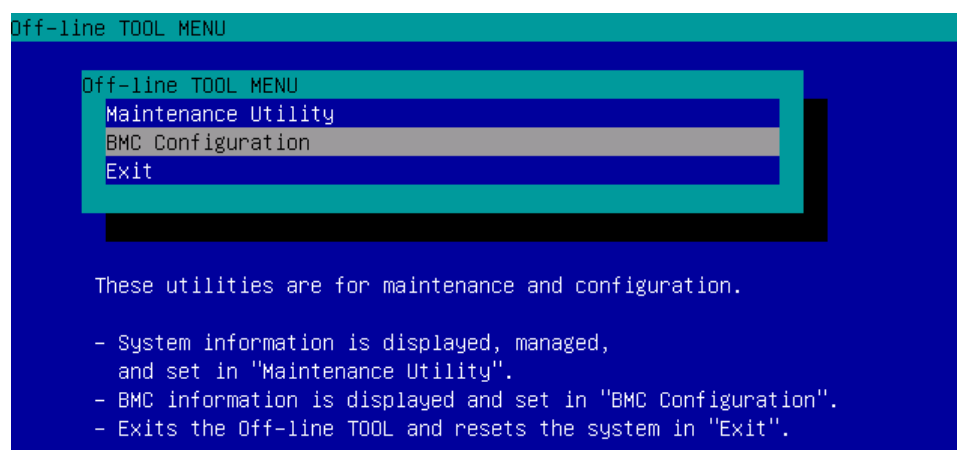 Off-line TOOL MENU
Off-line TOOL MENU
Maintenance Utility
BMC Configuration
Exit
These utilities are for maintenance and configuration.
- System information is displayed, managed,
and set in "Maintenance Utility".
- BMC information is displayed and set in "BMC Configuration".
- Exits the Off-line TOOL and resets the system in "Exit".